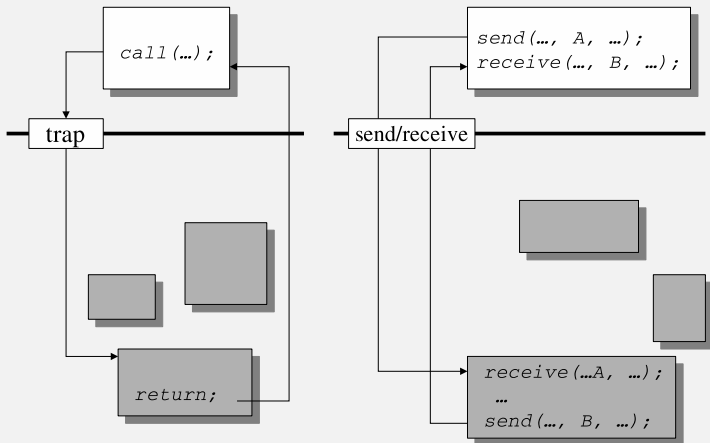 call(…);
trap
return;
send(…, A, …);
receive(…, B, …);
send/receive
receive(…A, …);
…
send(…, B, …);